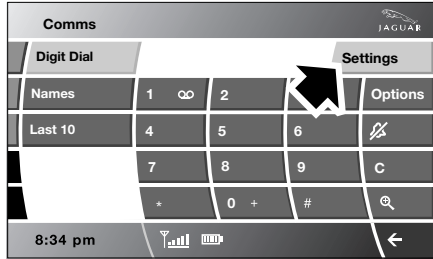 Comms
JAGUAR
Digit Dial
Settings
Names
1
2
Options
Last 10
4
5
6
7
8
9
C
*
0 +
#
8:34 pm